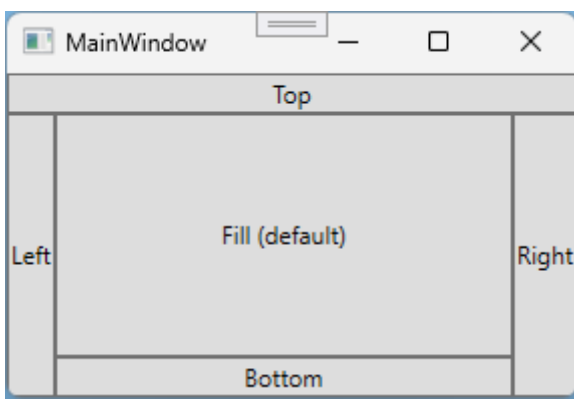 MainWindow
Top
Left
Fill (default)
Right
Bottom